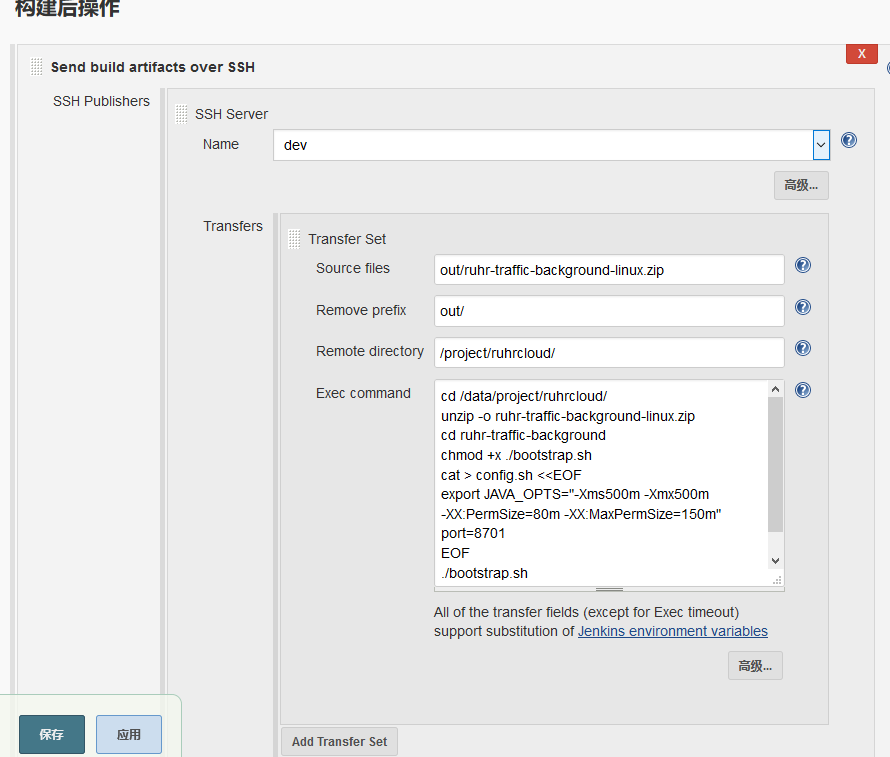 构建后操作
X
Send build artifacts over SSH
SSH Publishers
SSH Server
Name
dev
高级...
Transfers
Transfer Set
Source files
out/ruhr-traffic-background-linux.zip
Remove prefix
out/
Remote directory
/project/ruhrcloud/
Exec command
cd /data/project/ruhrcloud/
unzip -o ruhr-traffic-background-linux.zip
cd ruhr-traffic-background
chmod +x ./bootstrap.sh
cat > config.sh <<EOF
export JAVA_OPTS="-Xms500m -Xmx500m
-XX:PermSize=80m -XX:MaxPermSize=150m"
port=8701
EOF
./bootstrap.sh
All of the transfer fields (except for Exec timeout)
support substitution of Jenkins environment variables
高级...
保存
应用
Add Transfer Set